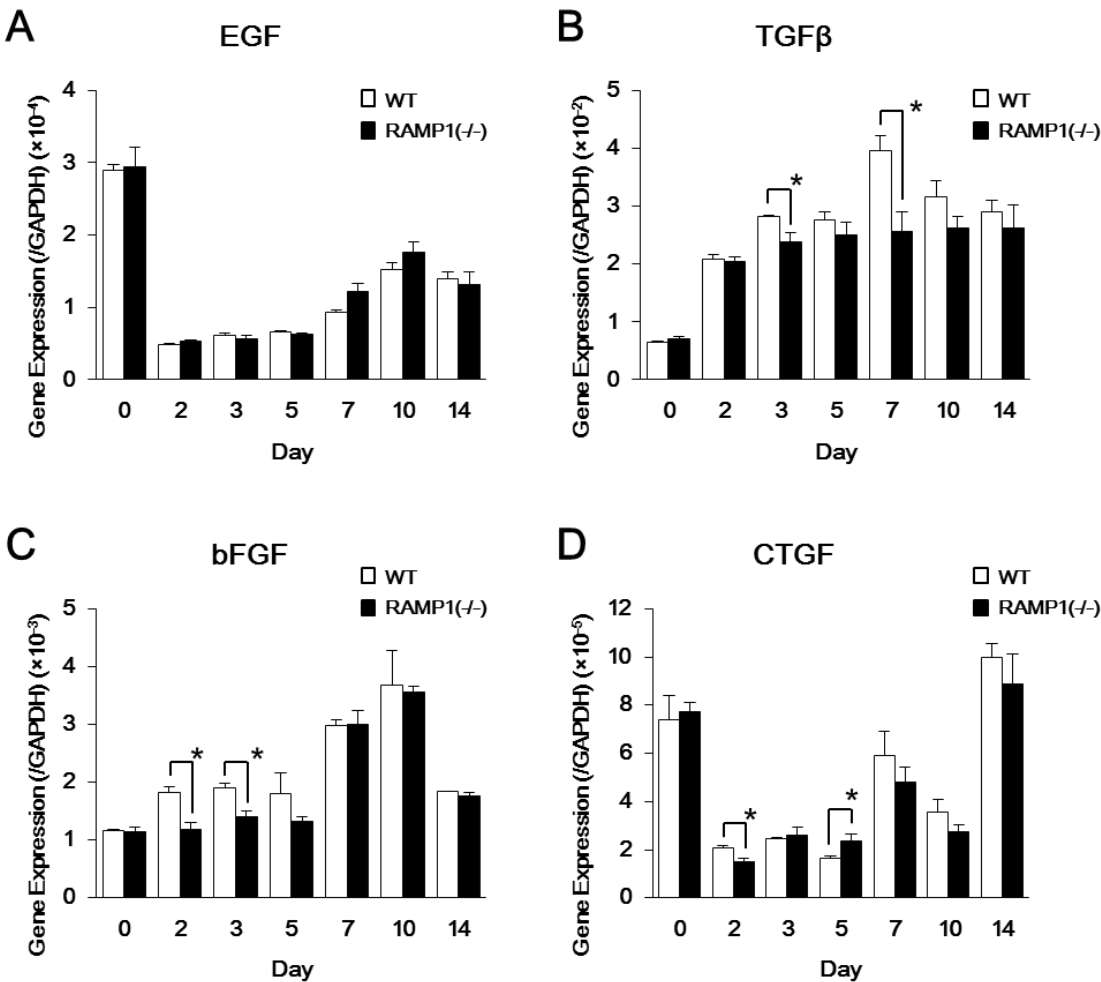 A
EGF
WT
RAMP1(-/-)
Gene Expression (/GAPDH) (×10⁻⁴)
4
3
2
1
0
0 2 3 5 7 10 14
Day
B
TGFβ
WT
RAMP1(-/-)
Gene Expression (/GAPDH) (×10⁻²)
5
4
3
2
1
0
*
*
0 2 3 5 7 10 14
Day
C
bFGF
WT
RAMP1(-/-)
Gene Expression (/GAPDH) (×10⁻³)
5
4
3
2
1
0
*
*
0 2 3 5 7 10 14
Day
D
CTGF
WT
RAMP1(-/-)
Gene Expression (/GAPDH) (×10⁻⁵)
12
10
8
6
4
2
0
*
*
0 2 3 5 7 10 14
Day